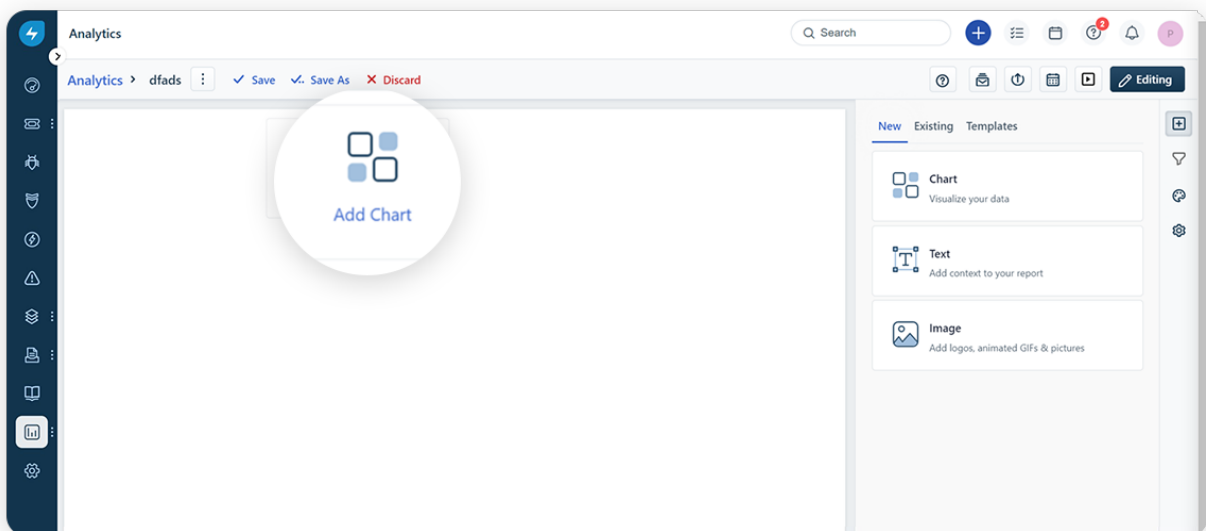 Analytics
Search
2
P
Analytics > dfads
Save
Save As
Discard
Editing
Add Chart
New Existing Templates
Chart
Visualize your data
Text
Add context to your report
Image
Add logos, animated GIFs & pictures